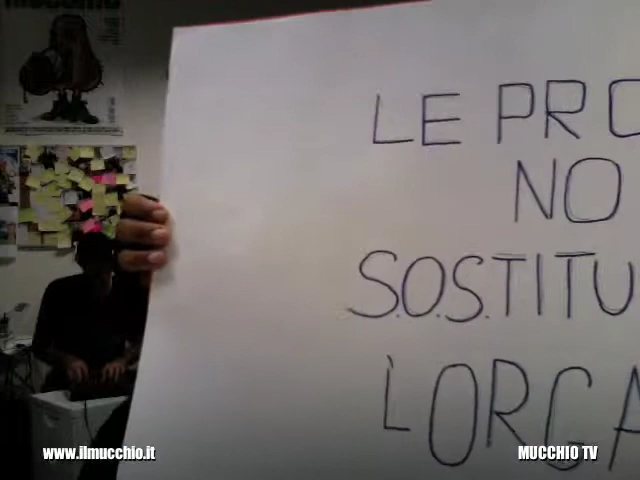 LE PRO
NO
S.O.S.TITU
L'ORGA
www.ilmucchio.it
MUCCHIO TV